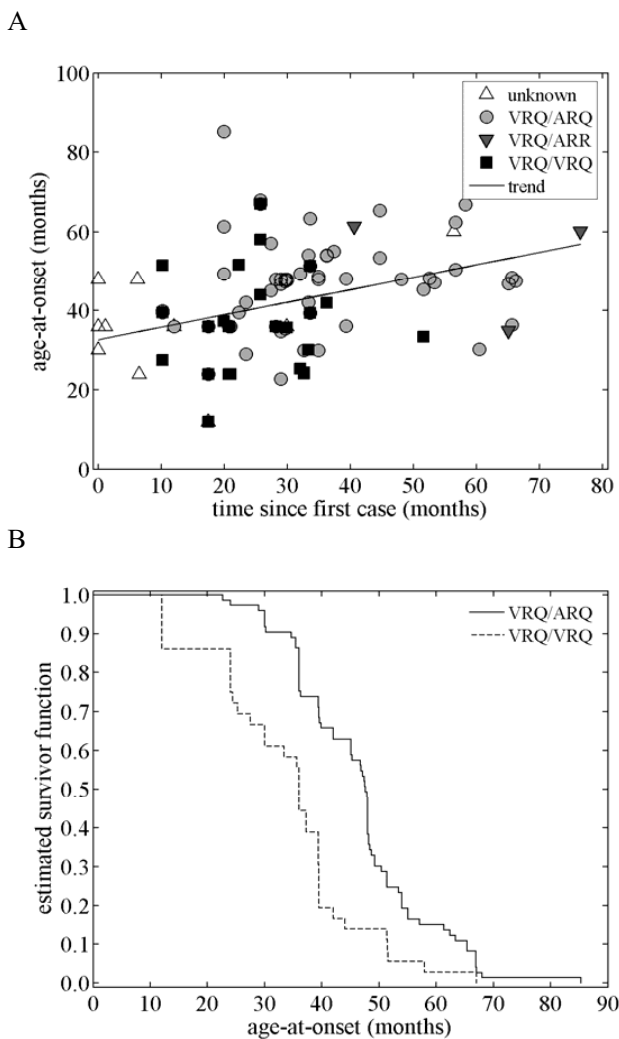 A
100
80
60
40
20
0
age-at-onset (months)
unknown
VRQ/ARQ
VRQ/ARR
VRQ/VRQ
trend
0 10 20 30 40 50 60 70 80
time since first case (months)
B
1.0
0.9
0.8
0.7
0.6
0.5
0.4
0.3
0.2
0.1
0.0
estimated survivor function
VRQ/ARQ
VRQ/VRQ
0 10 20 30 40 50 60 70 80 90
age-at-onset (months)